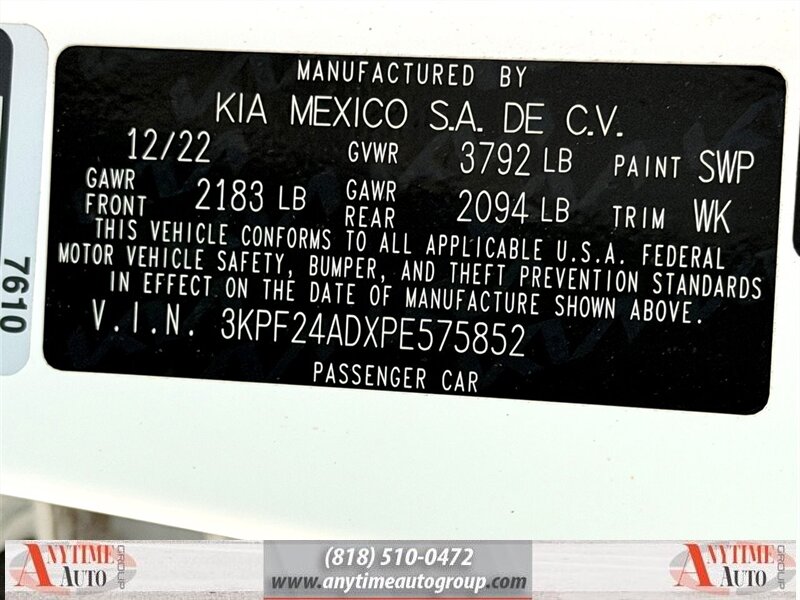 MANUFACTURED BY
KIA MEXICO S.A. DE C.V.
12/22 GVWR 3792 LB PAINT SWP
GAWR FRONT 2183 LB GAWR REAR 2094 LB TRIM WK
THIS VEHICLE CONFORMS TO ALL APPLICABLE U.S.A. FEDERAL
MOTOR VEHICLE SAFETY, BUMPER, AND THEFT PREVENTION STANDARDS
IN EFFECT ON THE DATE OF MANUFACTURE SHOWN ABOVE.
V.I.N. 3KPF24ADXPE575852
PASSENGER CAR
7610
ANYTIME AUTO GROUP
(818) 510-0472
www.anytimeautogroup.com
ANYTIME AUTO GROUP